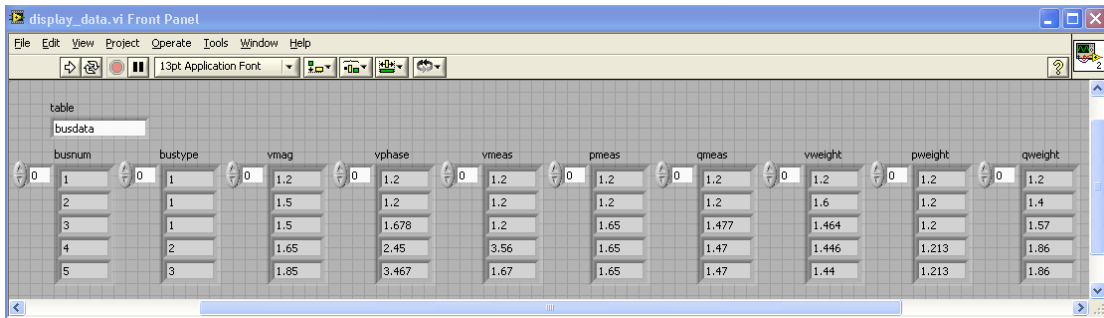 display_data.vi Front Panel
File Edit View Project Operate Tools Window Help
13pt Application Font
2
table
busdata
busnum bustype vmag vphase vmeas pmeas qmeas vweight pweight qweight
0 1 0 1 0 1.2 0 1.2 0 1.2 0 1.2 0 1.2 0 1.2 0 1.2 0 1.2
2 1 1.5 1.2 1.2 1.2 1.2 1.6 1.2 1.4
3 1 1.5 1.678 1.2 1.65 1.477 1.464 1.2 1.57
4 2 1.65 2.45 3.56 1.65 1.47 1.446 1.213 1.86
5 3 1.85 3.467 1.67 1.65 1.47 1.44 1.213 1.86